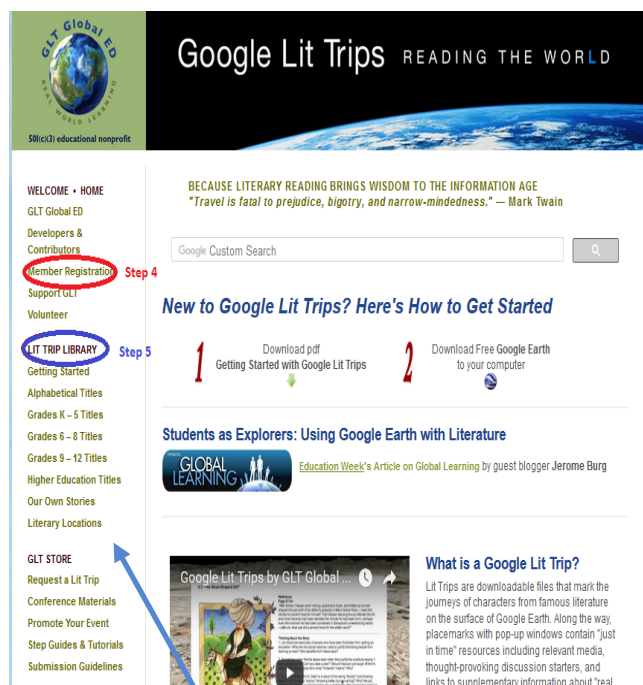 GLT Global ED
REAL WORLD LEARNING
501(c)(3) educational nonprofit
Google Lit Trips READING THE WORLD
WELCOME • HOME
GLT Global ED
Developers &
Contributors
Member Registration
Step 4
Support GLT
Volunteer
LIT TRIP LIBRARY
Step 5
Getting Started
Alphabetical Titles
Grades K – 5 Titles
Grades 6 – 8 Titles
Grades 9 – 12 Titles
Higher Education Titles
Our Own Stories
Literary Locations
GLT STORE
Request a Lit Trip
Conference Materials
Promote Your Event
Step Guides & Tutorials
Submission Guidelines
BECAUSE LITERARY READING BRINGS WISDOM TO THE INFORMATION AGE
"Travel is fatal to prejudice, bigotry, and narrow-mindedness." — Mark Twain
Google Custom Search
New to Google Lit Trips? Here's How to Get Started
1
Download pdf
Getting Started with Google Lit Trips
2
Download Free Google Earth
to your computer
Students as Explorers: Using Google Earth with Literature
GLOBAL
LEARNING
Education Week's Article on Global Learning by guest blogger Jerome Burg
Google Lit Trips by GLT Global ...
What is a Google Lit Trip?
Lit Trips are downloadable files that mark the
journeys of characters from famous literature
on the surface of Google Earth. Along the way,
placemarks with pop-up windows contain "just
in time" resources including relevant media,
thought-provoking discussion starters, and
links to supplementary information about "real